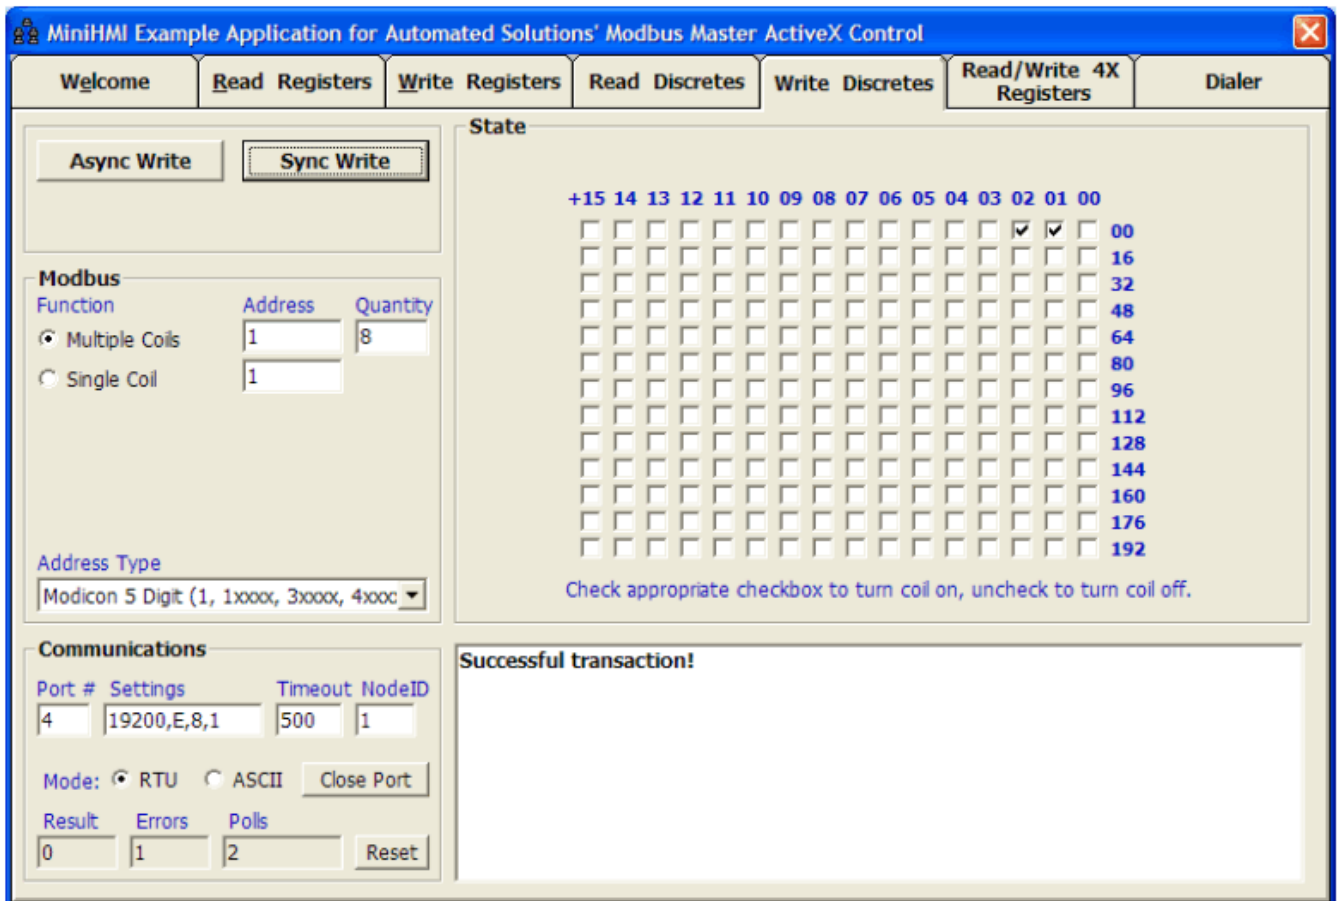 MiniHMI Example Application for Automated Solutions' Modbus Master ActiveX Control
Welcome
Read Registers
Write Registers
Read Discretes
Write Discretes
Read/Write 4X
Registers
Dialer
Async Write
Sync Write
Modbus
Function Address Quantity
Multiple Coils 1 8
Single Coil 1
Address Type
Modicon 5 Digit (1, 1xxxx, 3xxxx, 4xxx
Communications
Port # Settings Timeout NodeID
4 19200,E,8,1 500 1
Mode: RTU ASCII Close Port
Result Errors Polls
0 1 2 Reset
State
+15 14 13 12 11 10 09 08 07 06 05 04 03 02 01 00
00
16
32
48
64
80
96
112
128
144
160
176
192
Check appropriate checkbox to turn coil on, uncheck to turn coil off.
Successful transaction!